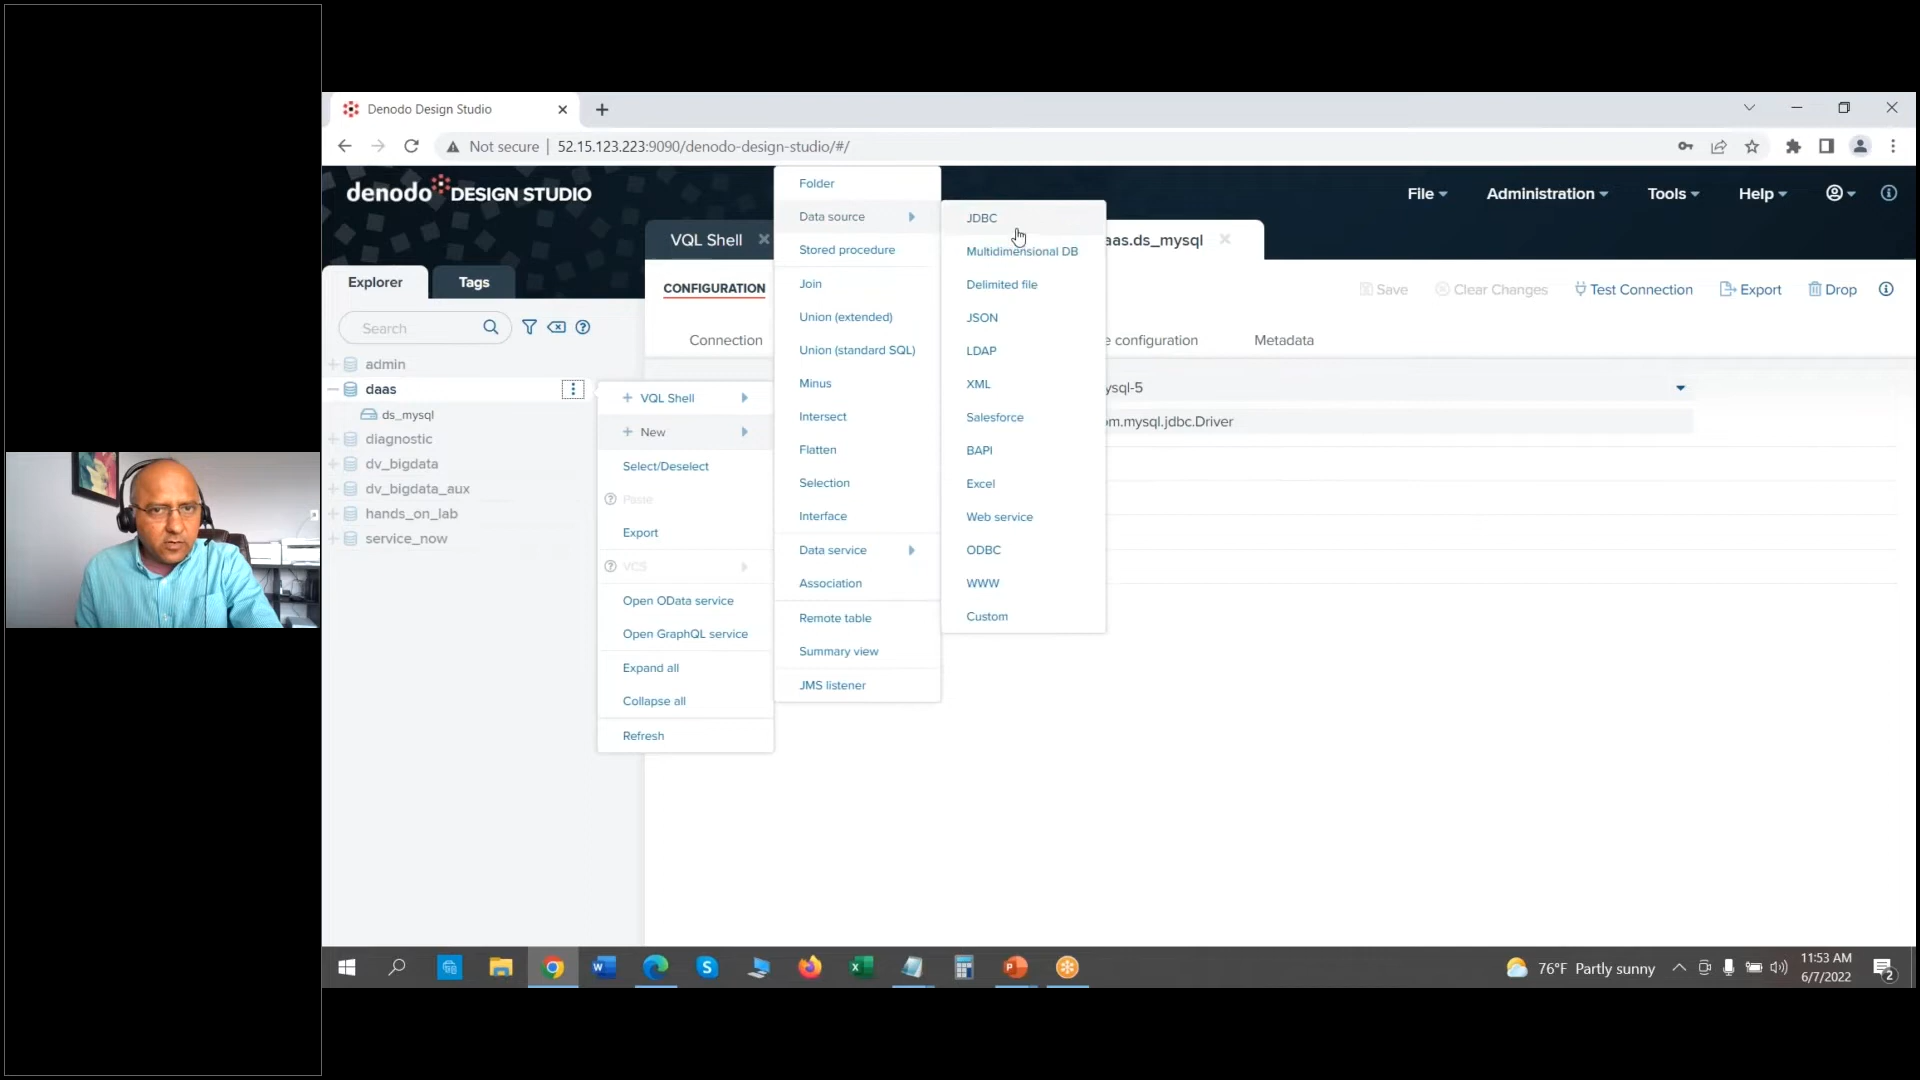 Denodo Design Studio
Not secure | 52.15.123.223:9090/denodo-design-studio/#/
denodo DESIGN STUDIO
File
Administration
Tools
Help
VQL Shell
aas.ds_mysql
Explorer
Tags
CONFIGURATION
Save
Clear Changes
Test Connection
Export
Drop
Search
Connection
e configuration
Metadata
admin
daas
ds_mysql
diagnostic
dv_bigdata
dv_bigdata_aux
hands_on_lab
service_now
ysql-5
om.mysql.jdbc.Driver
VQL Shell
New
Select/Deselect
Paste
Export
VCS
Open OData service
Open GraphQL service
Expand all
Collapse all
Refresh
Folder
Data source
Stored procedure
Join
Union (extended)
Union (standard SQL)
Minus
Intersect
Flatten
Selection
Interface
Data service
Association
Remote table
Summary view
JMS listener
JDBC
Multidimensional DB
Delimited file
JSON
LDAP
XML
Salesforce
BAPI
Excel
Web service
ODBC
WWW
Custom
76°F Partly sunny
11:53 AM
6/7/2022
2